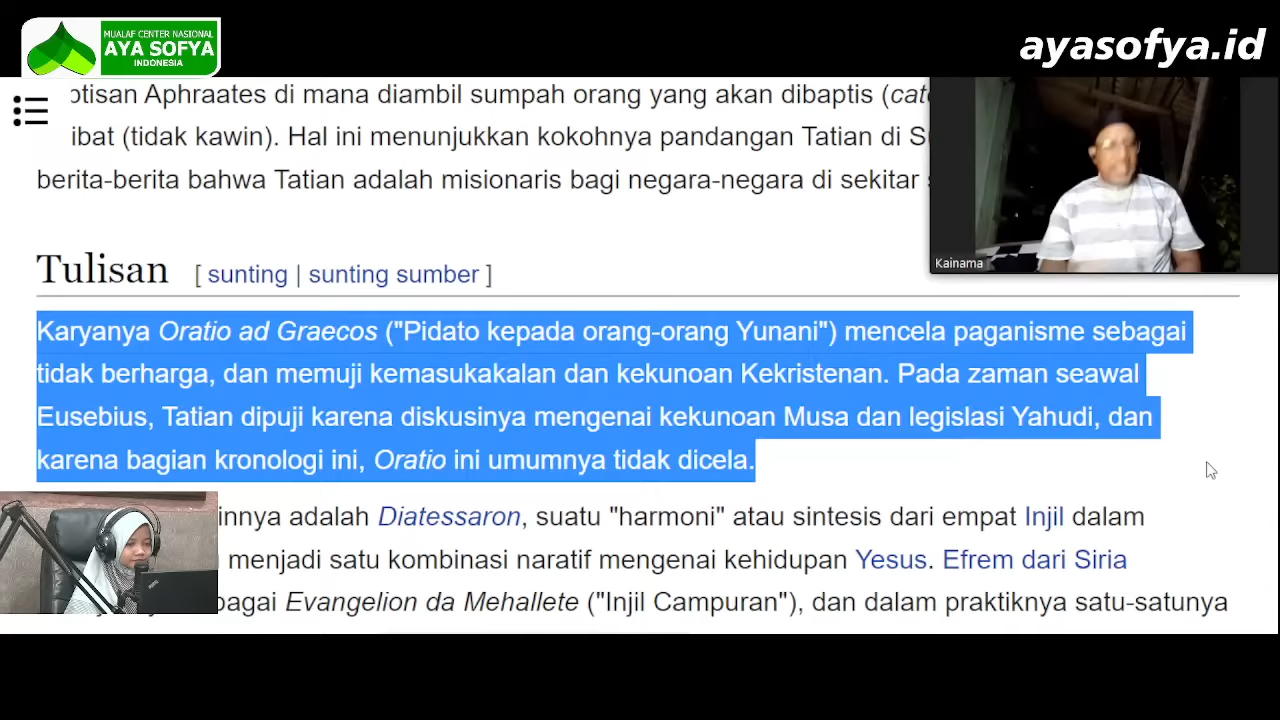 MUALAF CENTER NASIONAL
AYA SOFYA
INDONESIA
ayasofya.id
Aphraates di mana diambil sumpah orang yang akan dibaptis (
(tidak kawin). Hal ini menunjukkan kokohnya pandangan Tatian di
berita-berita bahwa Tatian adalah misionaris bagi negara-negara di sekitar
Kainama
Tulisan [ sunting | sunting sumber ]
Karyanya Oratio ad Graecos ("Pidato kepada orang-orang Yunani") mencela paganisme sebagai
tidak berharga, dan memuji kemasukakalan dan kekunoan Kekristenan. Pada zaman seawal
Eusebius, Tatian dipuji karena diskusinya mengenai kekunoan Musa dan legislasi Yahudi, dan
karena bagian kronologi ini, Oratio ini umumnya tidak dicela.
innya adalah Diatessaron, suatu "harmoni" atau sintesis dari empat Injil dalam
menjadi satu kombinasi naratif mengenai kehidupan Yesus. Efrem dari Siria
bagai Evangelion da Mehallete ("Injil Campuran"), dan dalam praktiknya satu-satunya